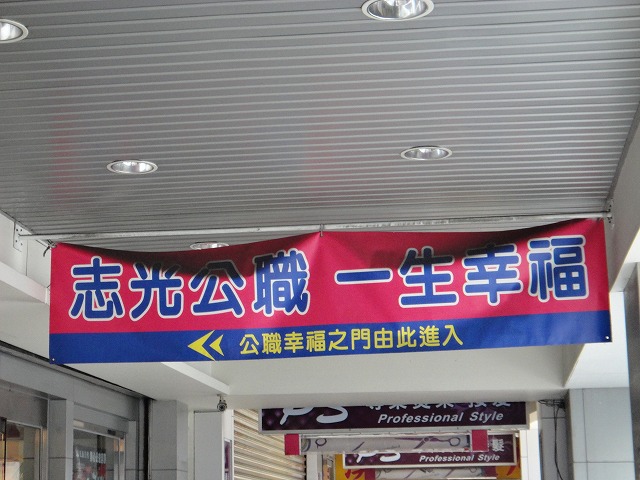 志光公職 一生幸福
公職幸福之門由此進入
PS
Professional Style
Professional Style